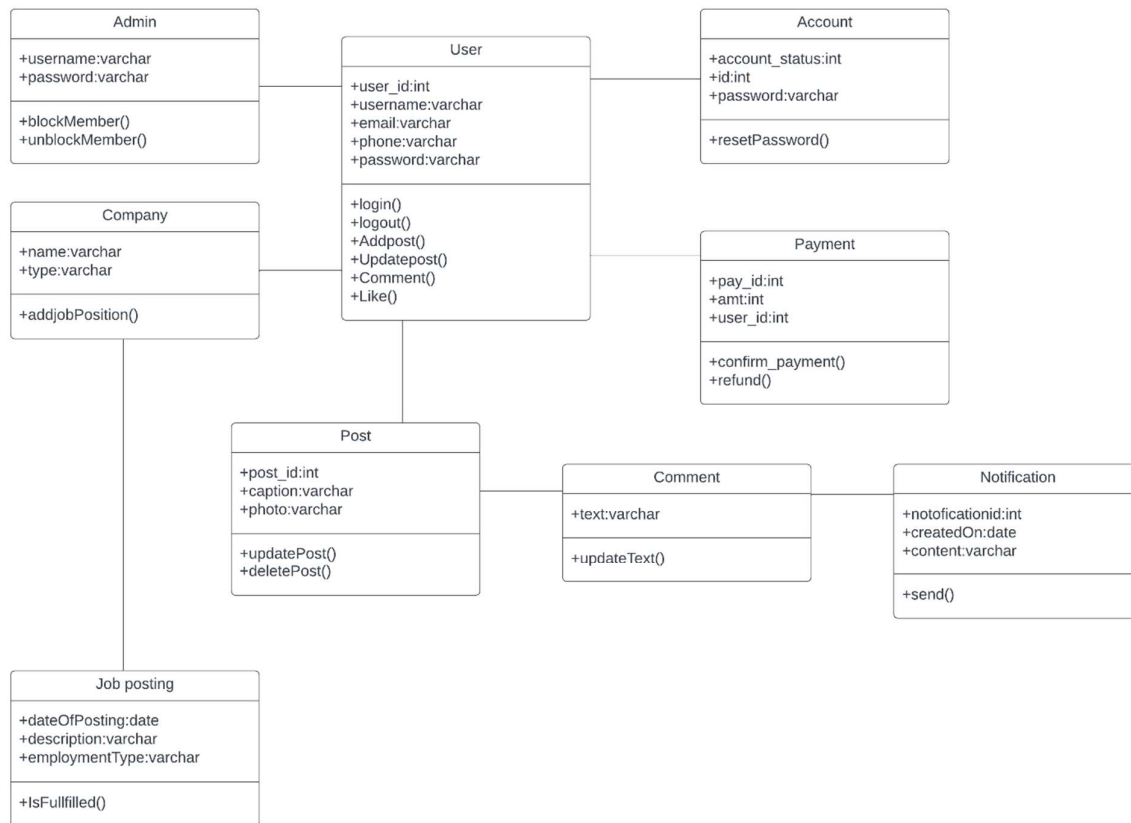 Admin
+username:varchar
+password:varchar
+blockMember()
+unblockMember()
User
+user_id:int
+username:varchar
+email:varchar
+phone:varchar
+password:varchar
+login()
+logout()
+Addpost()
+Updatepost()
+Comment()
+Like()
Account
+account_status:int
+id:int
+password:varchar
+resetPassword()
Company
+name:varchar
+type:varchar
+addjobPosition()
Payment
+pay_id:int
+amt:int
+user_id:int
+confirm_payment()
+refund()
Post
+post_id:int
+caption:varchar
+photo:varchar
+updatePost()
+deletePost()
Comment
+text:varchar
+updateText()
Notification
+notoficationid:int
+createdOn:date
+content:varchar
+send()
Job posting
+dateOfPosting:date
+description:varchar
+employmentType:varchar
+IsFullfilled()